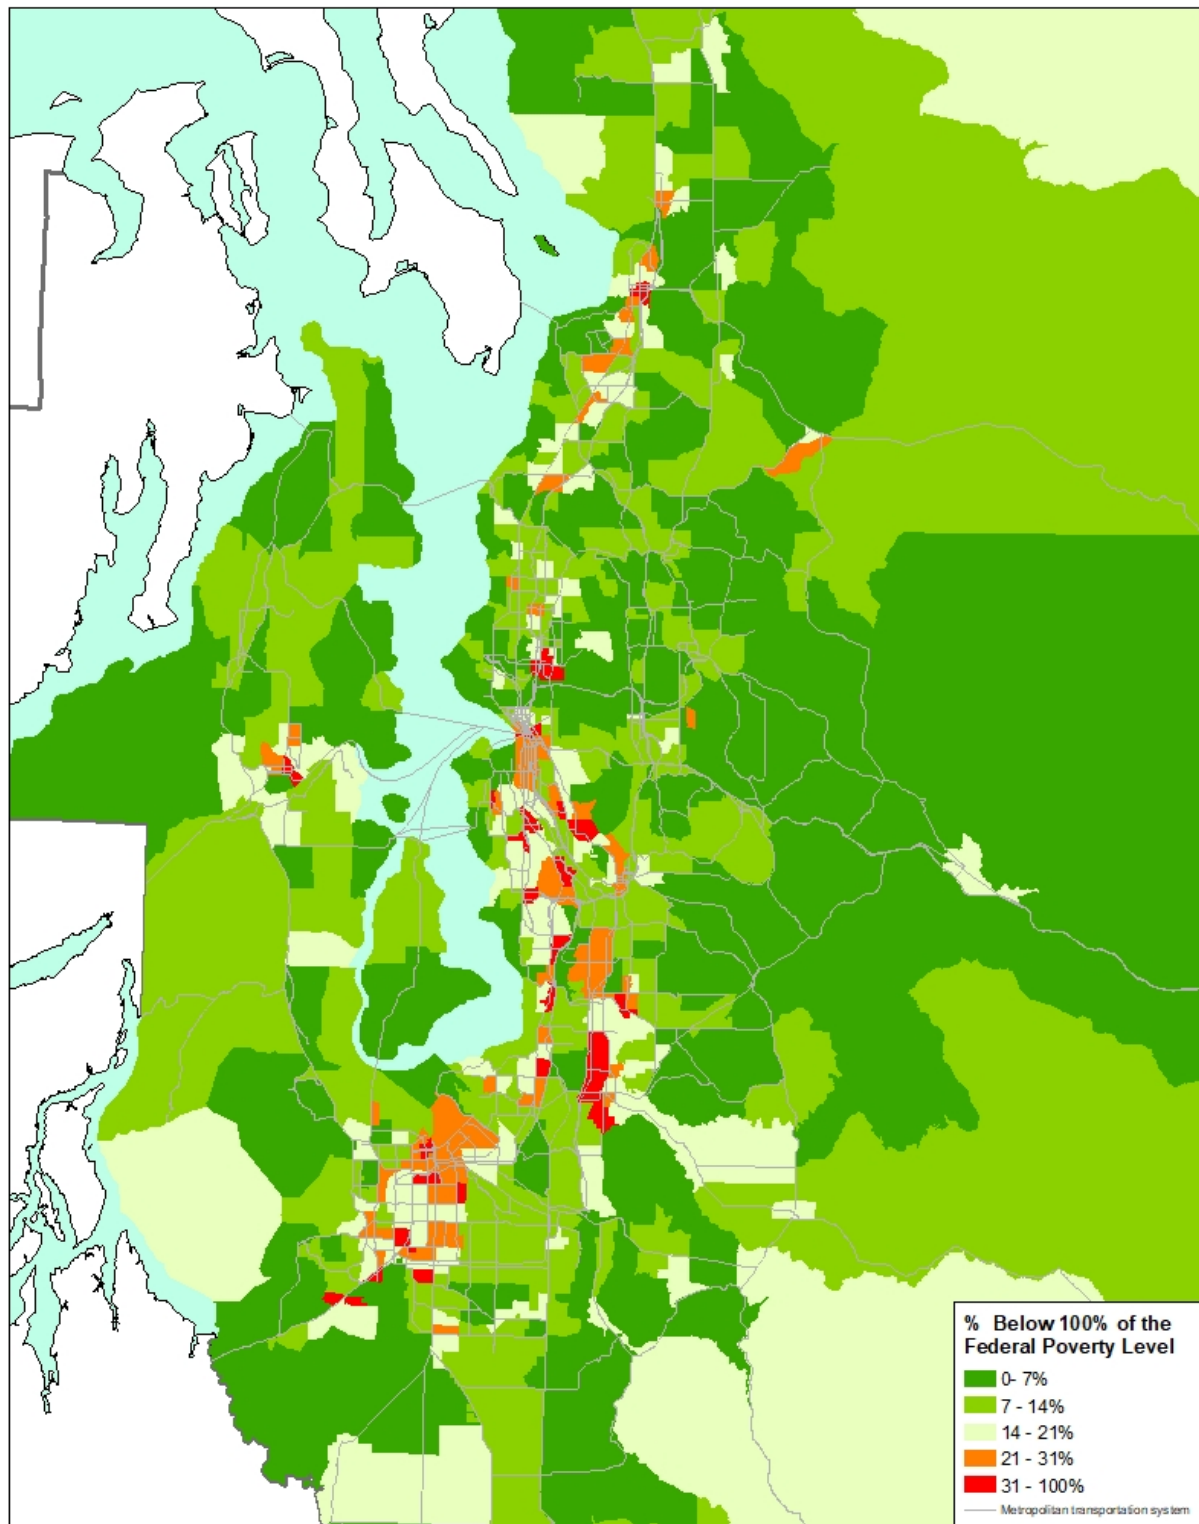 % Below 100% of the
Federal Poverty Level
0- 7%
7 - 14%
14 - 21%
21 - 31%
31 - 100%
Metropolitan transportation system